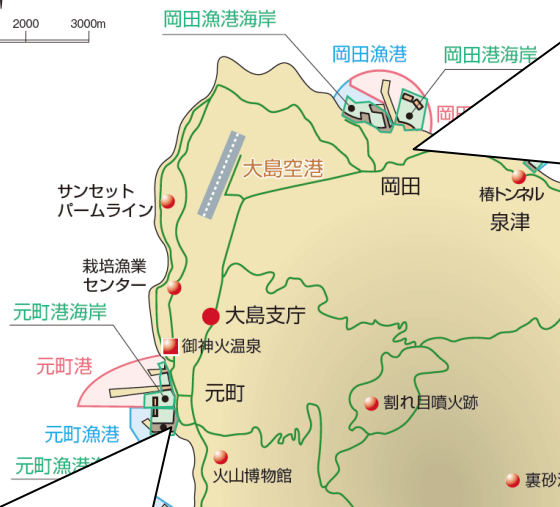 2000 3000m
岡田漁港海岸
岡田漁港
岡田港海岸
岡田
大島空港
岡田
椿トンネル
泉津
サンセット
パームライン
栽培漁業
センター
大島支庁
元町港海岸
御神火温泉
元町港
元町
割れ目噴火跡
元町漁港
元町漁港
火山博物館
裏砂